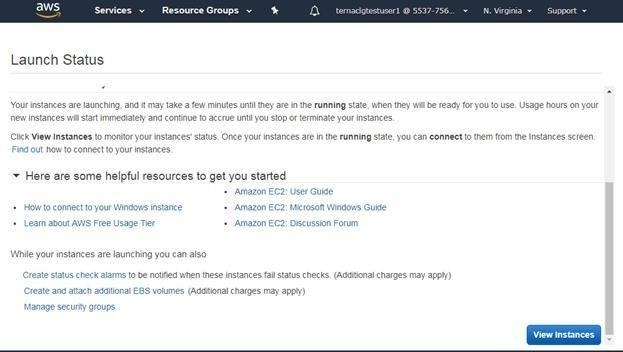 aws
Services Resource Groups ternaclgtestuser1 @ 5537-756... N. Virginia Support
Launch Status
Your instances are launching, and it may take a few minutes until they are in the running state, when they will be ready for you to use. Usage hours on your
new instances will start immediately and continue to accrue until you stop or terminate your instances.
Click View Instances to monitor your instances' status. Once your instances are in the running state, you can connect to them from the Instances screen.
Find out how to connect to your instances.
Here are some helpful resources to get you started
• Amazon EC2: User Guide
• How to connect to your Windows instance • Amazon EC2: Microsoft Windows Guide
• Learn about AWS Free Usage Tier • Amazon EC2: Discussion Forum
While your instances are launching you can also
Create status check alarms to be notified when these instances fail status checks. (Additional charges may apply)
Create and attach additional EBS volumes (Additional charges may apply)
Manage security groups
View Instances